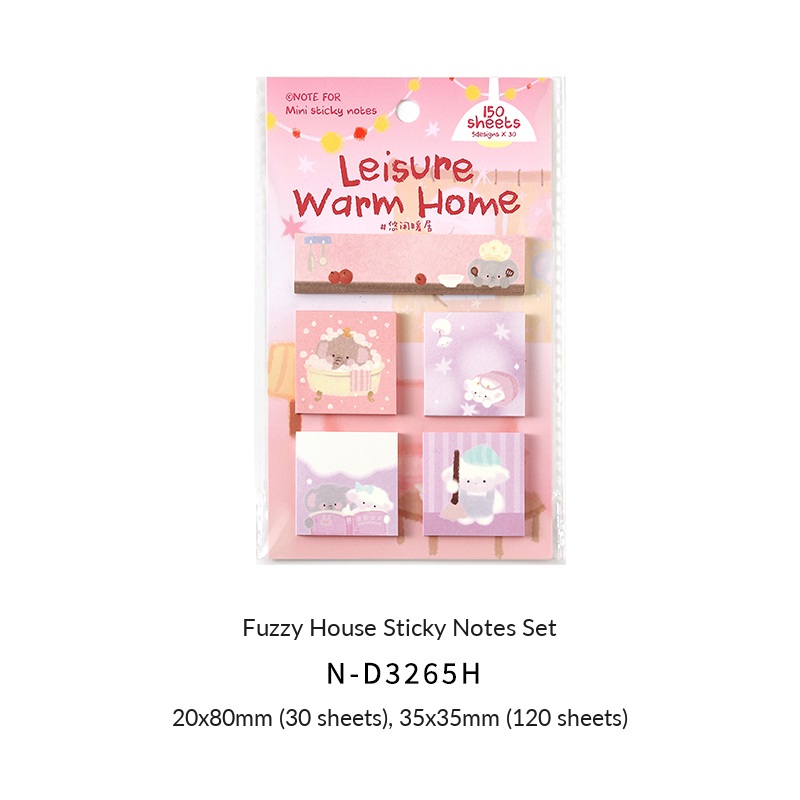 ©NOTE FOR
Mini sticky notes
150
sheets
5designs X 30
Leisure
Warm Home
#悠闲暖居
Fuzzy House Sticky Notes Set
N-D3265H
20x80mm (30 sheets), 35x35mm (120 sheets)